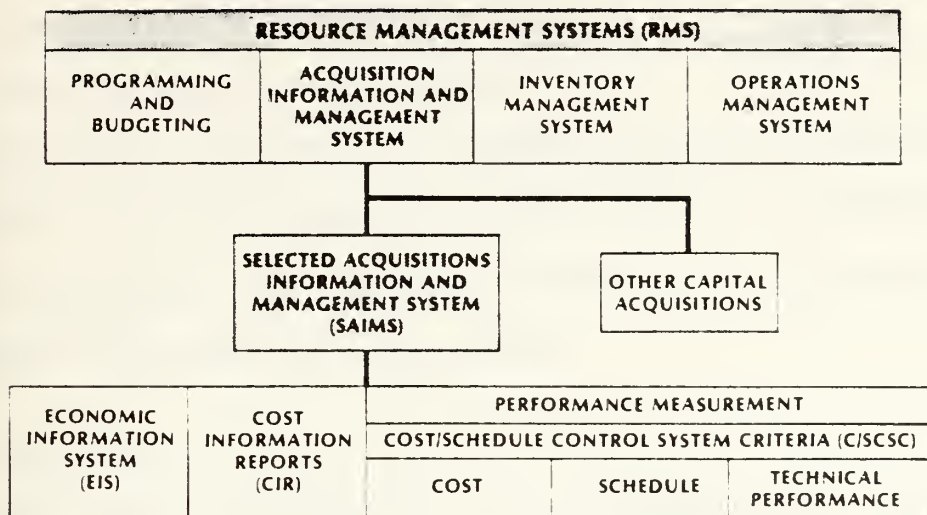 RESOURCE MANAGEMENT SYSTEMS (RMS)
PROGRAMMING
AND
BUDGETING
ACQUISITION
INFORMATION AND
MANAGEMENT
SYSTEM
INVENTORY
MANAGEMENT
SYSTEM
OPERATIONS
MANAGEMENT
SYSTEM
SELECTED ACQUISITIONS
INFORMATION AND
MANAGEMENT SYSTEM
(SAIMS)
OTHER CAPITAL
ACQUISITIONS
ECONOMIC
INFORMATION
SYSTEM
(EIS)
COST
INFORMATION
REPORTS
(CIR)
PERFORMANCE MEASUREMENT
COST/SCHEDULE CONTROL SYSTEM CRITERIA (C/SCSC)
COST
SCHEDULE
TECHNICAL
PERFORMANCE